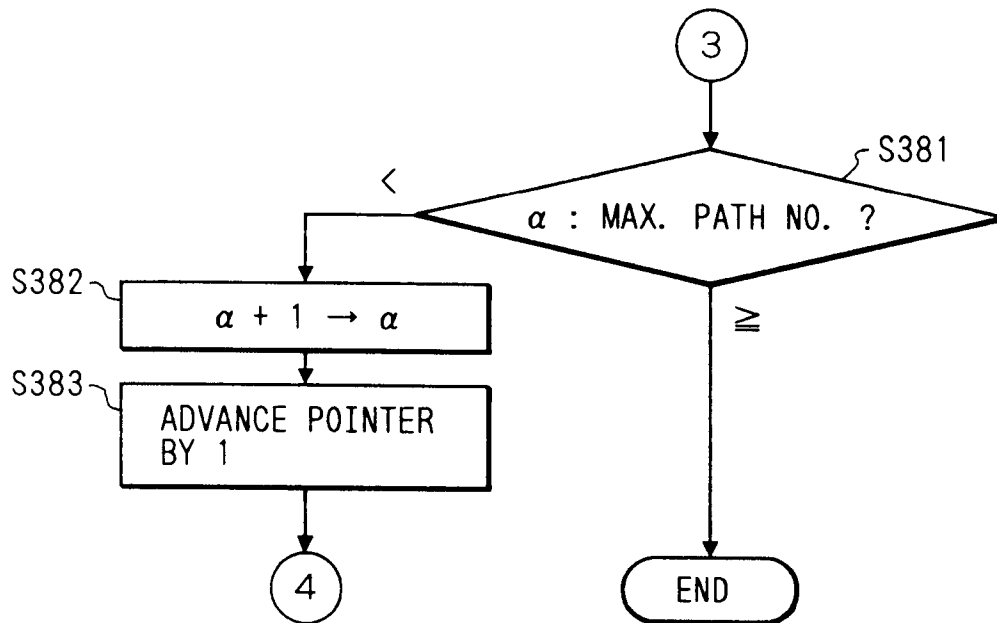 3
S381
<
α : MAX. PATH NO. ?
S382
α + 1 → α
≧
S383
ADVANCE POINTER
BY 1
4
END